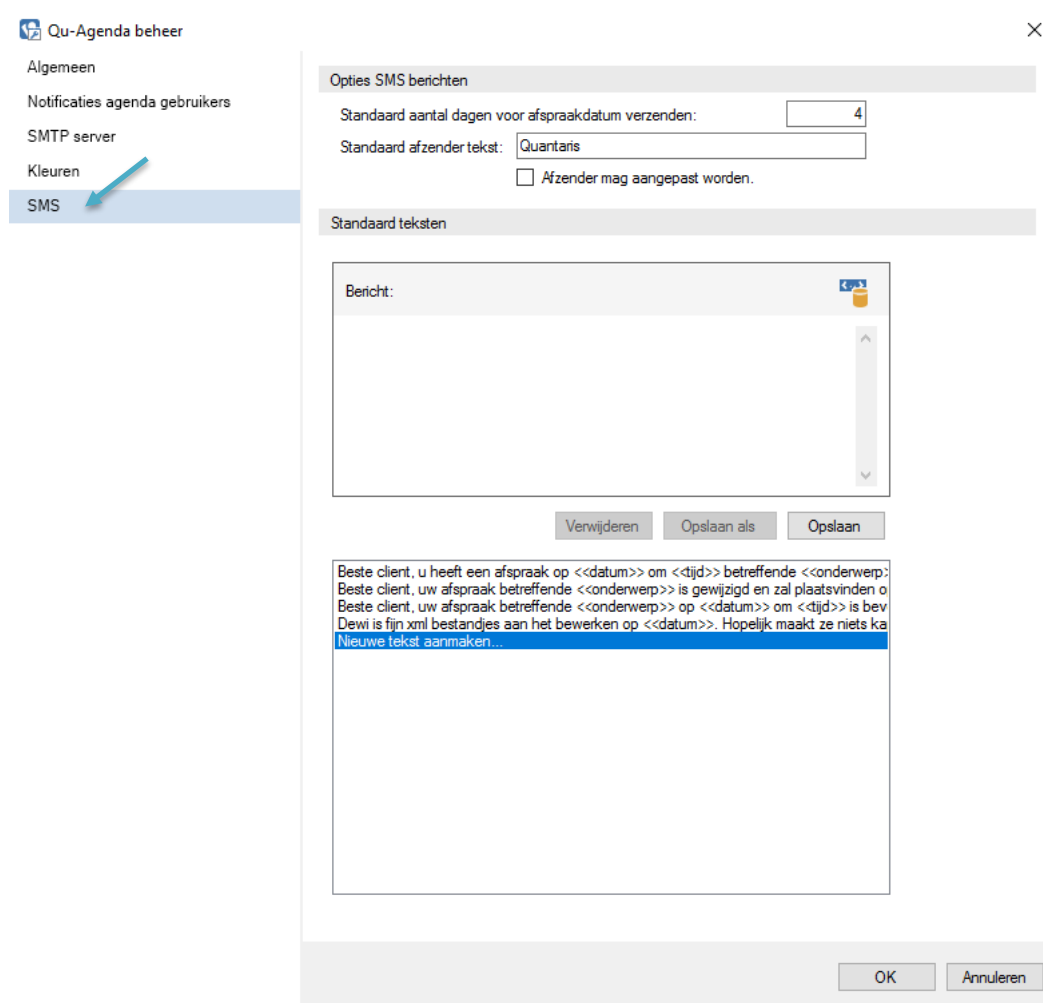 Qu-Agenda beheer
Algemeen
Notificaties agenda gebruikers
SMTP server
Kleuren
SMS
Opties SMS berichten
Standaard aantal dagen voor afspraakdatum verzenden: 4
Standaard afzender tekst: Quantaris
Afzender mag aangepast worden.
Standaard teksten
Bericht:
Verwijderen Opslaan als Opslaan
Beste client, u heeft een afspraak op <<datum>> om <<tijd>> betreffende <<onderwerp>
Beste client, uw afspraak betreffende <<onderwerp>> is gewijzigd en zal plaatsvinden o
Beste client, uw afspraak betreffende <<onderwerp>> op <<datum>> om <<tijd>> is bev
Dewi is fijn xml bestandjes aan het bewerken op <<datum>>. Hopelijk maakt ze niets ka
Nieuwe tekst aanmaken...
OK Annuleren